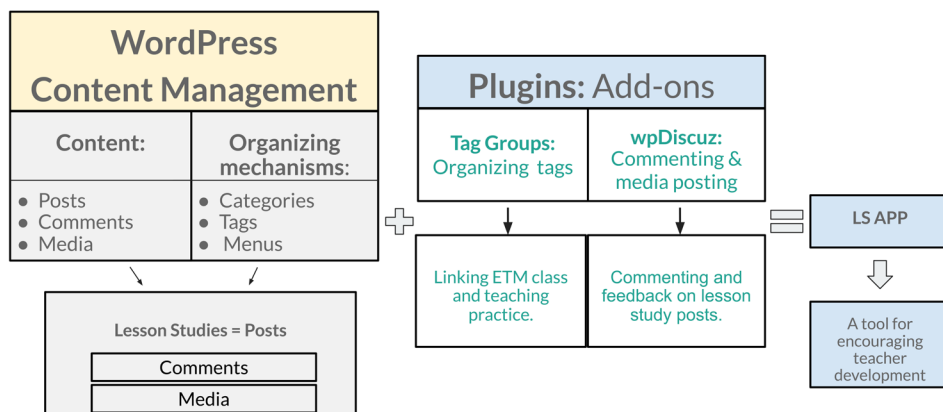 WordPress
Content Management
Content:
Organizing
mechanisms:
● Posts
● Comments
● Media
● Categories
● Tags
● Menus
Lesson Studies = Posts
Comments
Media
Plugins: Add-ons
Tag Groups:
Organizing tags
wpDiscuz:
Commenting &
media posting
Linking ETM class
and teaching
practice.
Commenting and
feedback on lesson
study posts.
LS APP
A tool for
encouraging
teacher
development